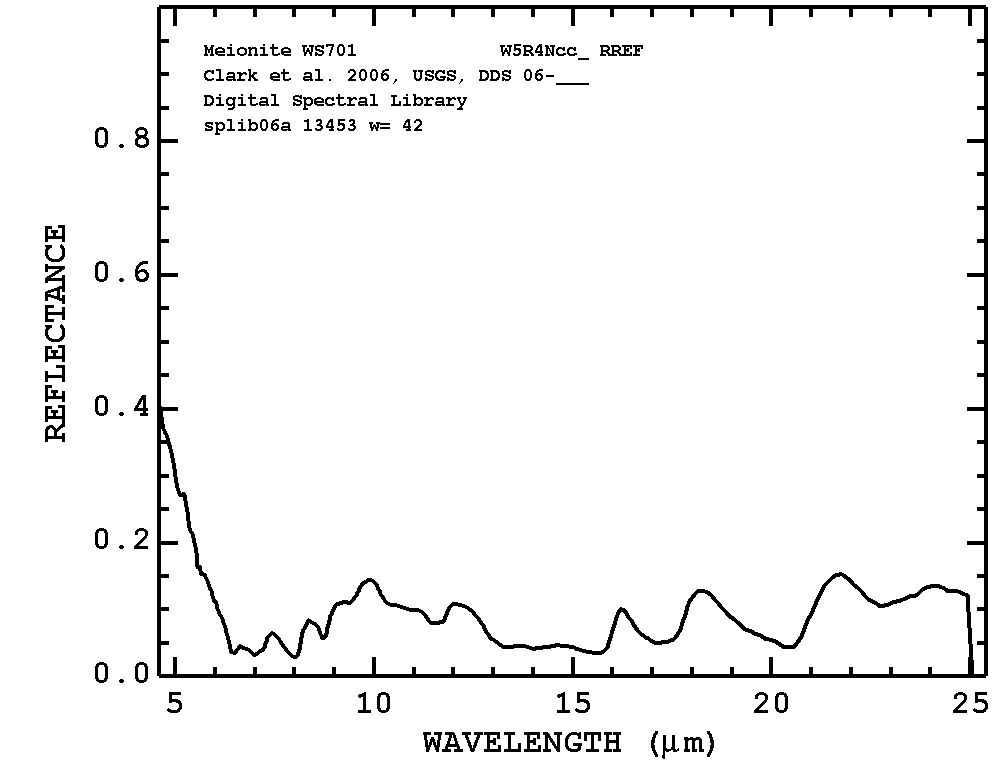 Meionite WS701 W5R4Ncc_ RREF
Clark et al. 2006, USGS, DDS 06-___
Digital Spectral Library
splib06a 13453 w= 42
0.8
0.6
0.4
0.2
0.0
REFLECTANCE
5 10 15 20 25
WAVELENGTH (μm)